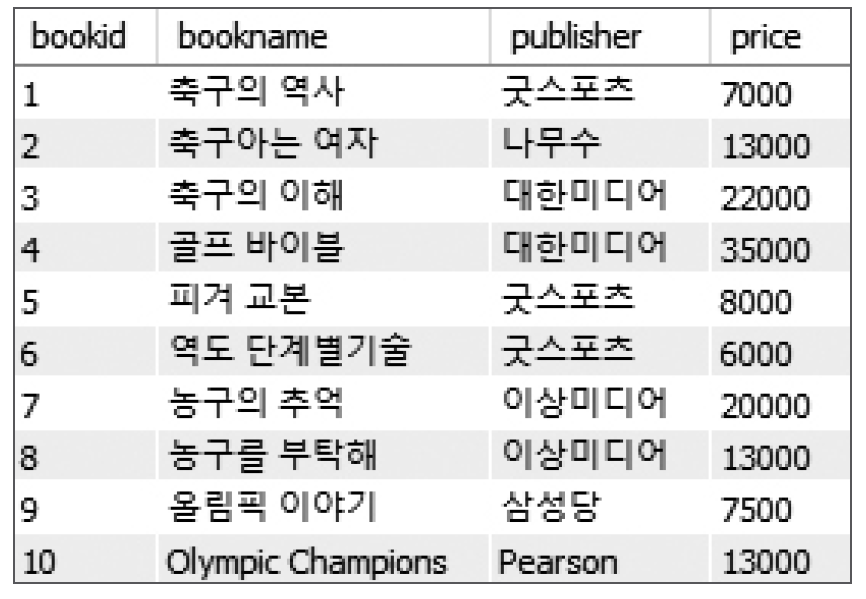 bookid bookname publisher price
1 축구의 역사 굿스포츠 7000
2 축구아는 여자 나무수 13000
3 축구의 이해 대한미디어 22000
4 골프 바이블 대한미디어 35000
5 피겨 교본 굿스포츠 8000
6 역도 단계별기술 굿스포츠 6000
7 농구의 추억 이상미디어 20000
8 농구를 부탁해 이상미디어 13000
9 올림픽 이야기 삼성당 7500
10 Olympic Champions Pearson 13000